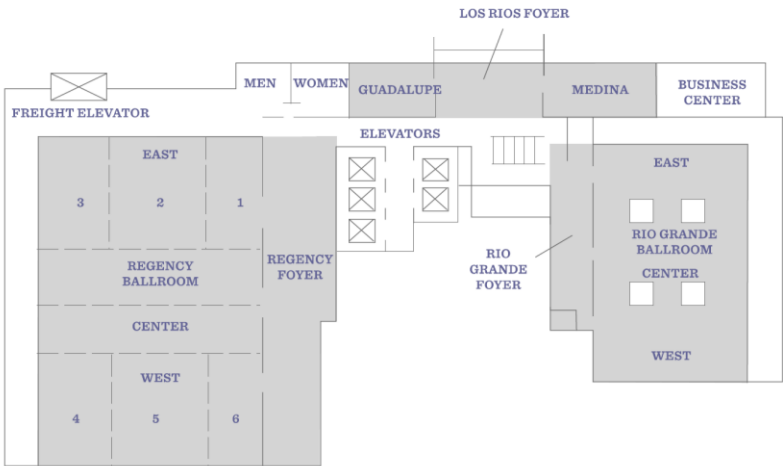 LOS RIOS FOYER
MEN
WOMEN
GUADALUPE
MEDINA
BUSINESS
CENTER
FREIGHT ELEVATOR
ELEVATORS
EAST
3
2
1
REGENCY
BALLROOM
REGENCY
FOYER
CENTER
WEST
4
5
6
RIO
GRANDE
FOYER
EAST
RIO GRANDE
BALLROOM
CENTER
WEST